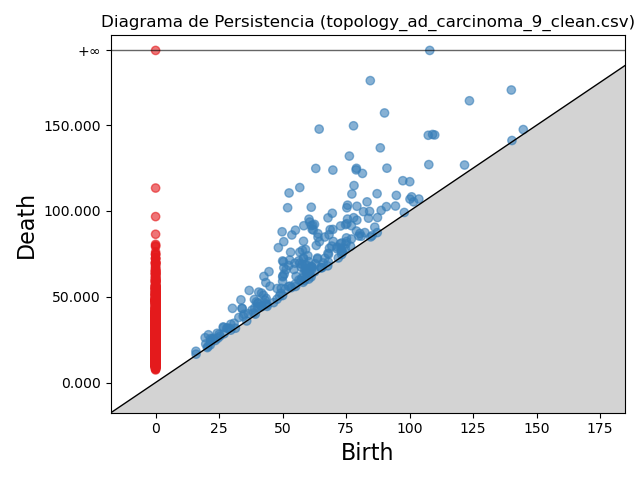 Diagrama de Persistencia (topology_ad_carcinoma_9_clean.csv)
+∞
150.000
100.000
50.000
0.000
Death
0 25 50 75 100 125 150 175
Birth